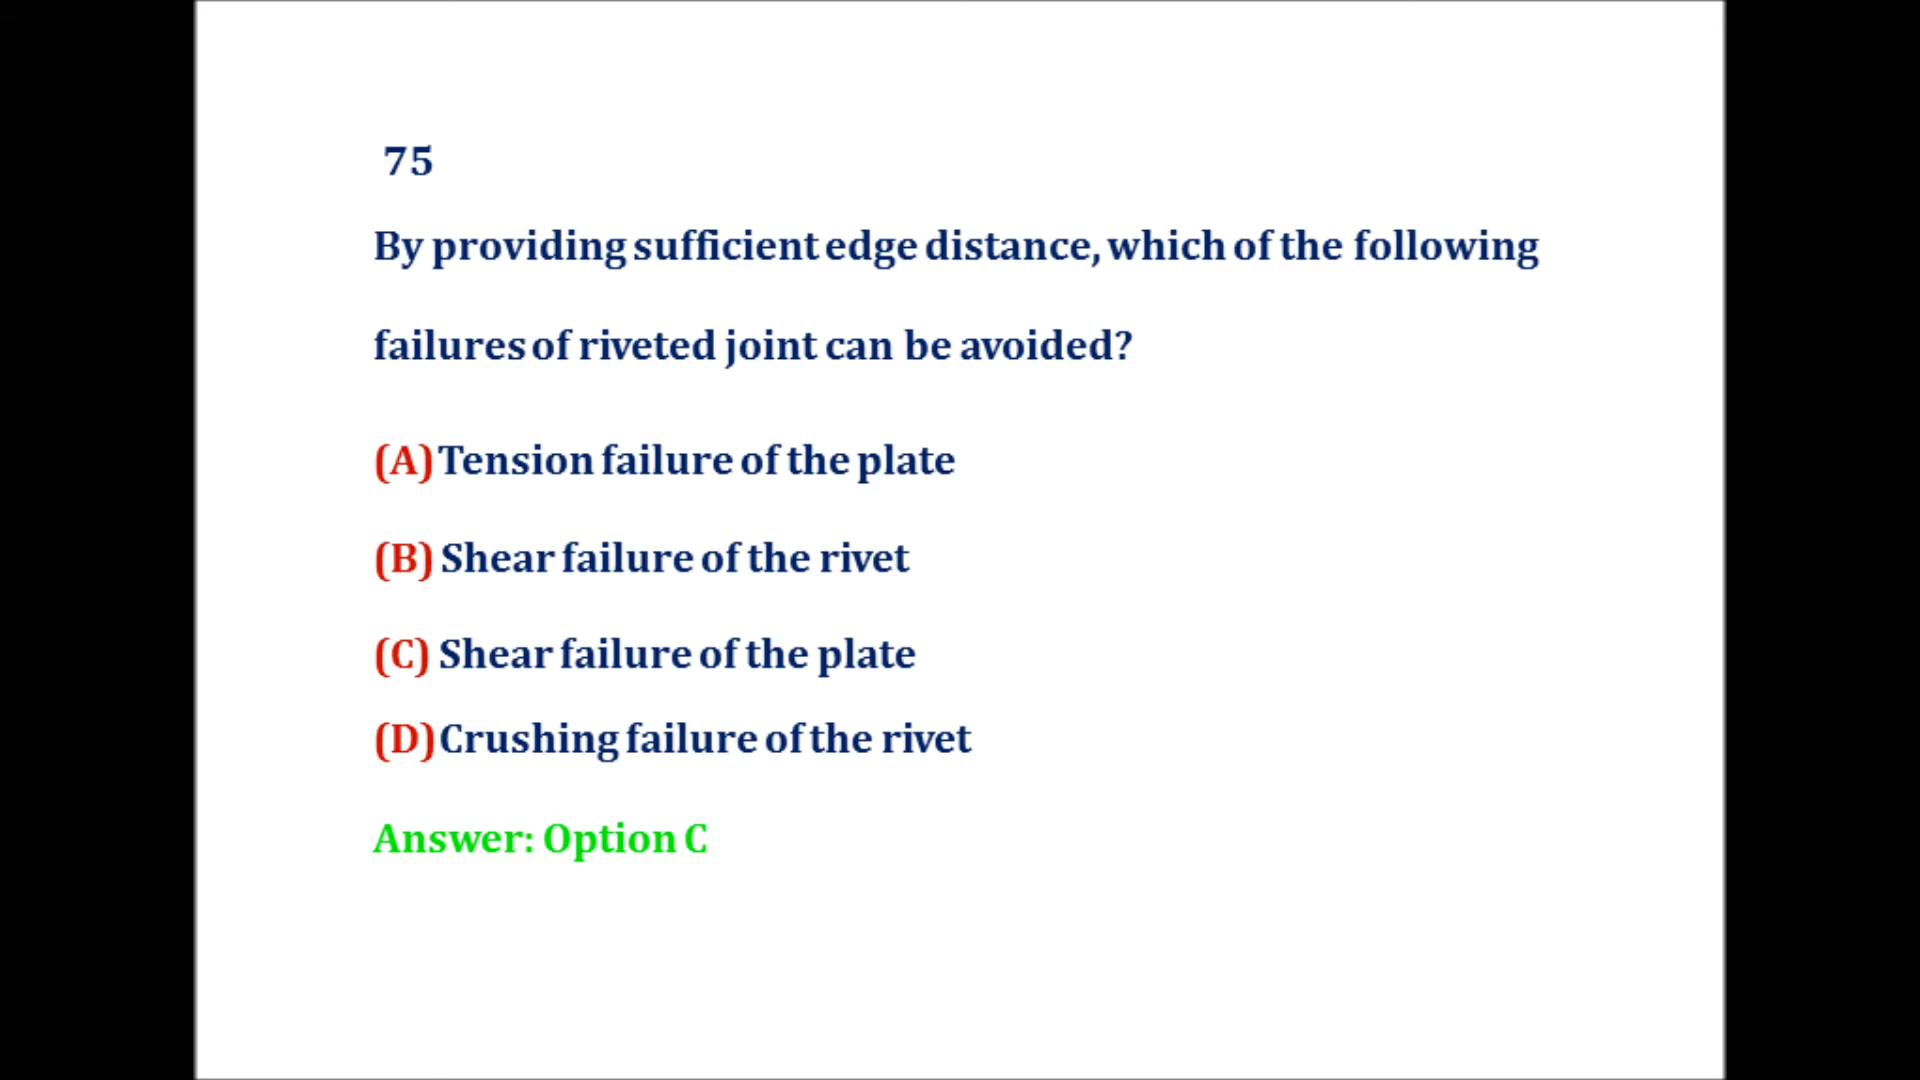 75
By providing sufficient edge distance, which of the following
failures of riveted joint can be avoided?
(A) Tension failure of the plate
(B) Shear failure of the rivet
(C) Shear failure of the plate
(D) Crushing failure of the rivet
Answer: Option C